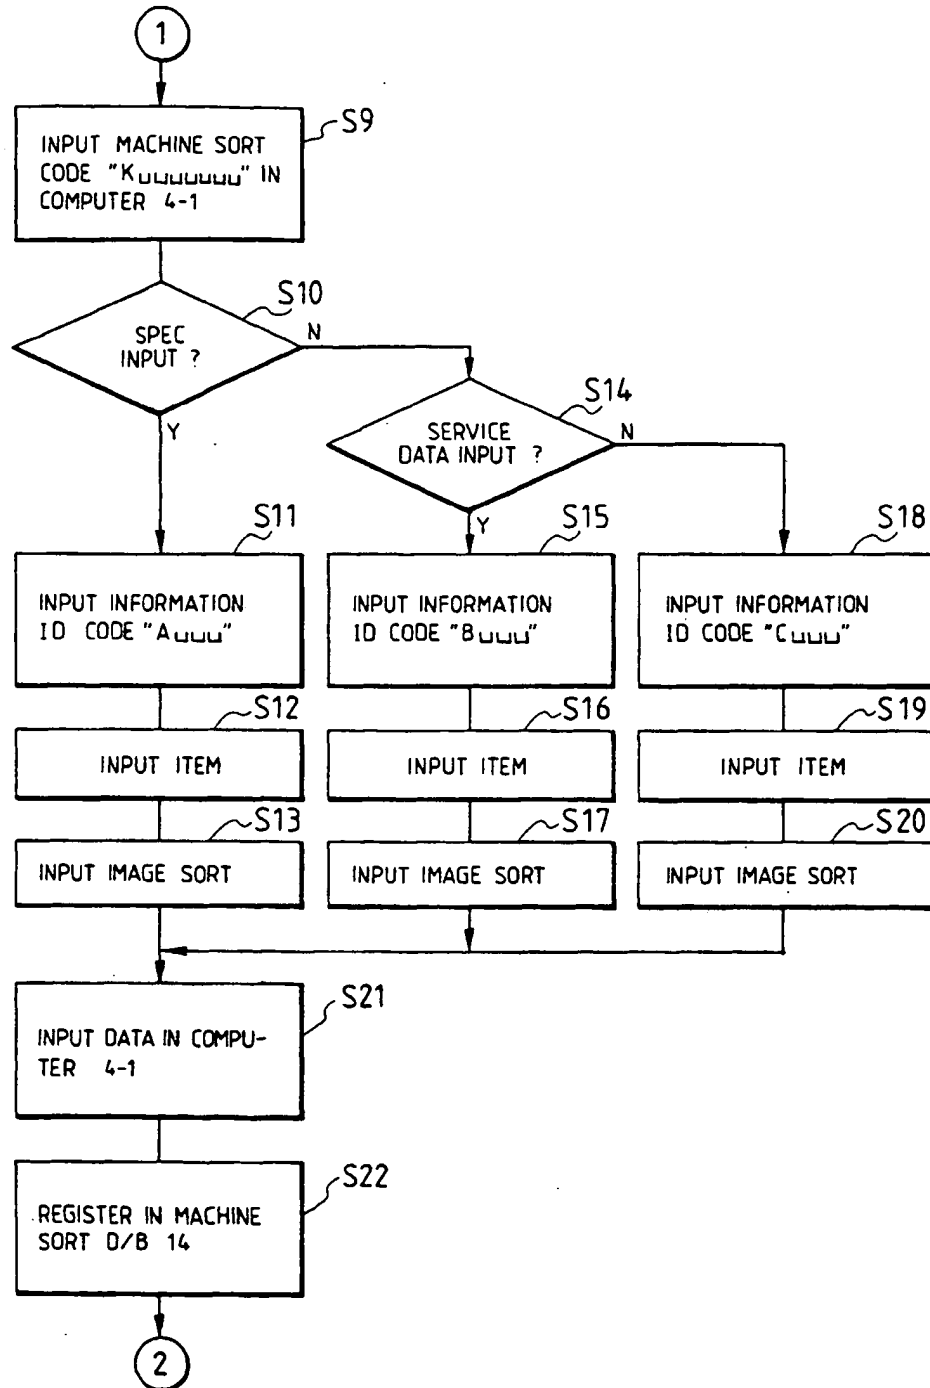 1
S9
INPUT MACHINE SORT
CODE "K␣␣␣␣␣␣␣" IN
COMPUTER 4-1
S10
SPEC
INPUT ?
N
Y
S14
SERVICE
DATA INPUT ?
N
Y
S11
INPUT INFORMATION
ID CODE "A␣␣␣"
S15
INPUT INFORMATION
ID CODE "B␣␣␣"
S18
INPUT INFORMATION
ID CODE "C␣␣␣"
S12
INPUT ITEM
S16
INPUT ITEM
S19
INPUT ITEM
S13
INPUT IMAGE SORT
S17
INPUT IMAGE SORT
S20
INPUT IMAGE SORT
S21
INPUT DATA IN COMPU-
TER 4-1
S22
REGISTER IN MACHINE
SORT D/B 14
2